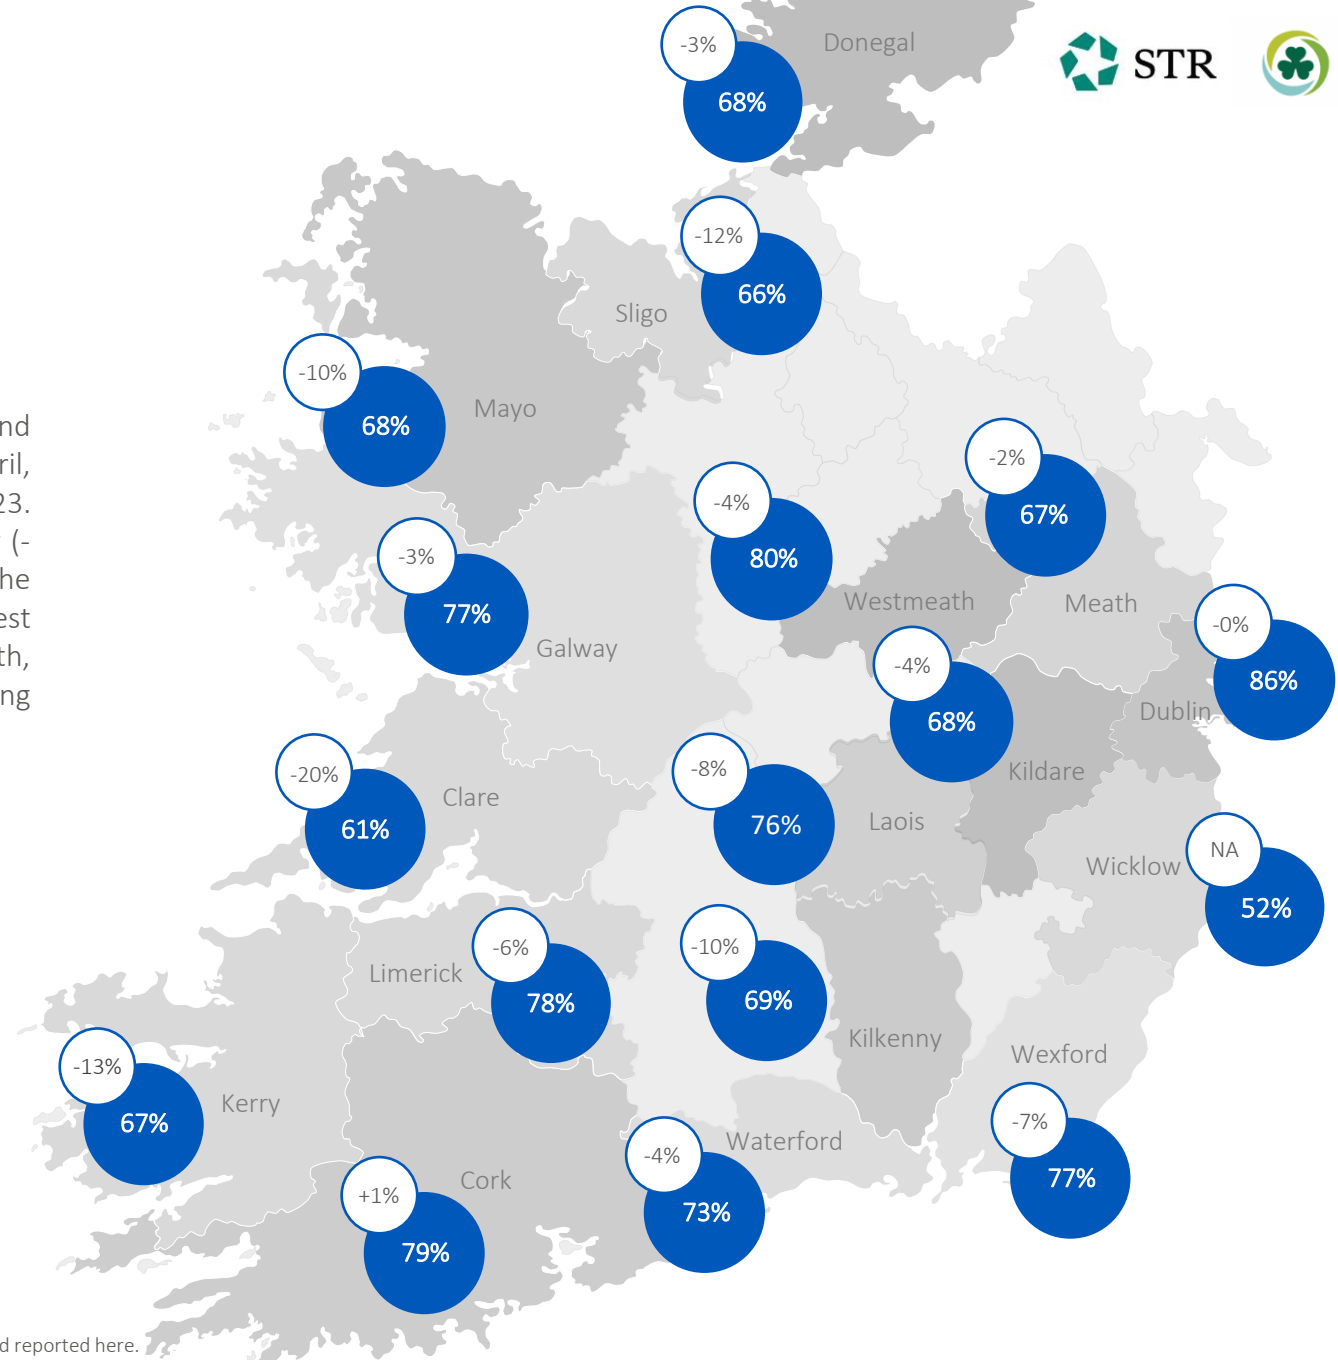 -3%
Donegal
STR
68%
-12%
66%
Sligo
-10%
68%
Mayo
nd
ril,
23.
(-
he
est
th,
ng
-2%
67%
-4%
80%
-3%
77%
Westmeath
Meath
Galway
-0%
86%
-4%
68%
Dublin
-20%
61%
Clare
-8%
76%
Kildare
Laois
NA
52%
Wicklow
Limerick
-6%
78%
-10%
69%
Kilkenny
Wexford
-13%
67%
Kerry
-7%
77%
Waterford
-4%
73%
Cork
+1%
79%
d reported here.